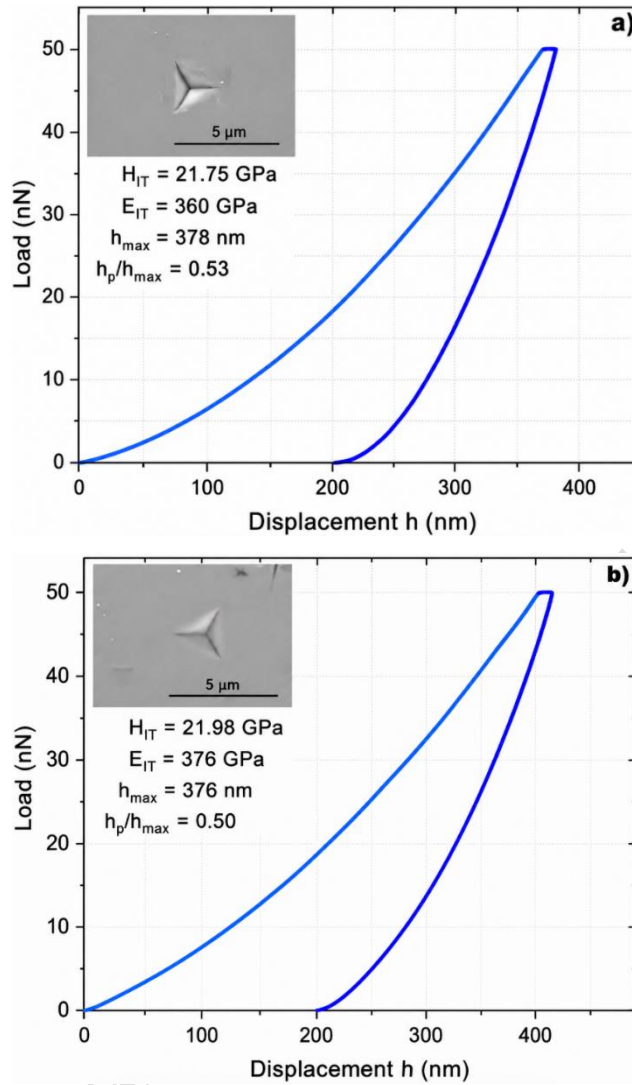 a)
50
40
30
20
10
0
Load (nN)
5 µm
H_IT = 21.75 GPa
E_IT = 360 GPa
h_max = 378 nm
h_p/h_max = 0.53
0 100 200 300 400
Displacement h (nm)
b)
50
40
30
20
10
0
Load (nN)
5 µm
H_IT = 21.98 GPa
E_IT = 376 GPa
h_max = 376 nm
h_p/h_max = 0.50
0 100 200 300 400
Displacement h (nm)